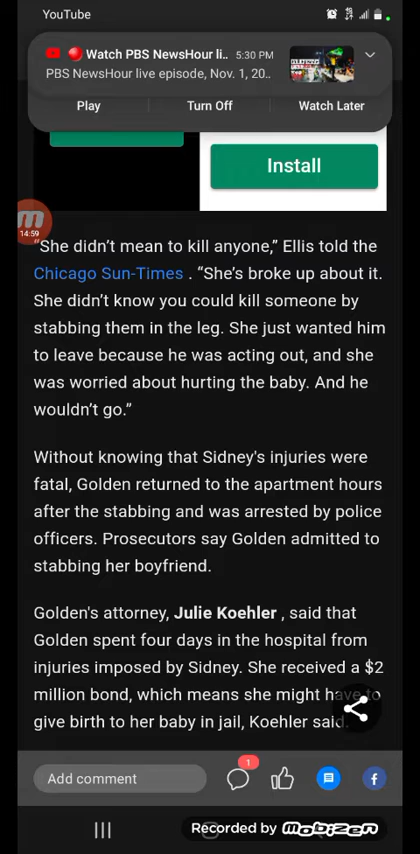 YouTube
Watch PBS NewsHour li.. 5:30 PM
PBS NewsHour live episode, Nov. 1, 20..
Play Turn Off Watch Later
Install
14:59
“She didn’t mean to kill anyone,” Ellis told the
Chicago Sun-Times . “She’s broke up about it.
She didn’t know you could kill someone by
stabbing them in the leg. She just wanted him
to leave because he was acting out, and she
was worried about hurting the baby. And he
wouldn’t go.”
Without knowing that Sidney's injuries were
fatal, Golden returned to the apartment hours
after the stabbing and was arrested by police
officers. Prosecutors say Golden admitted to
stabbing her boyfriend.
Golden's attorney, Julie Koehler , said that
Golden spent four days in the hospital from
injuries imposed by Sidney. She received a $2
million bond, which means she might have to
give birth to her baby in jail, Koehler said.
1
Add comment
Recorded by mobizen